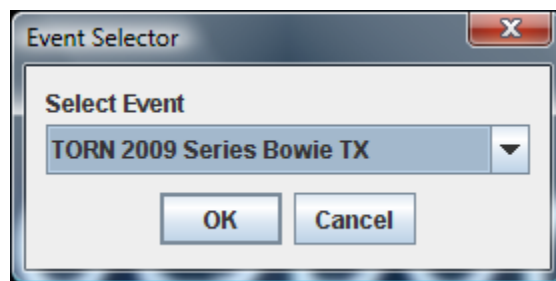 Event Selector
Select Event
TORN 2009 Series Bowie TX
OK Cancel